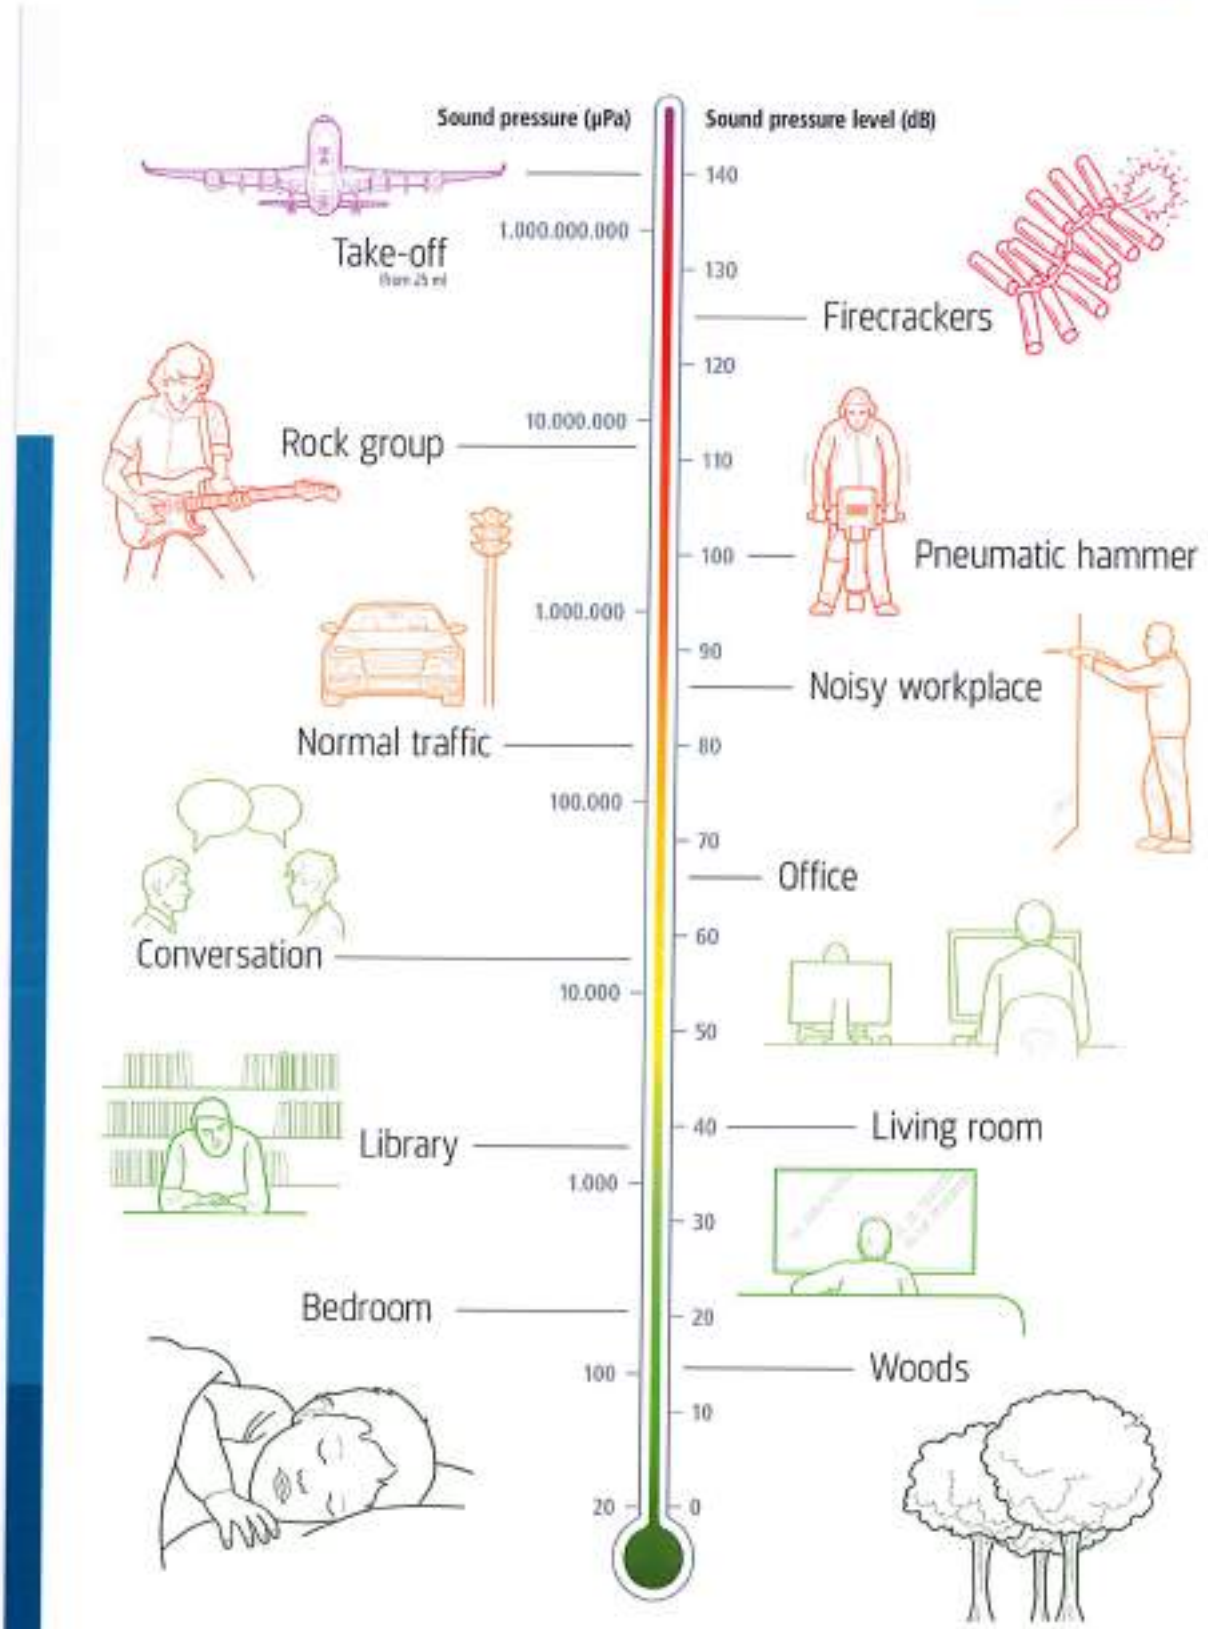 Sound pressure (µPa)
Sound pressure level (dB)
140
Take-off
(from 25 m)
1.000.000.000
130
Firecrackers
120
10.000.000
Rock group
110
100
Pneumatic hammer
1.000.000
90
Noisy workplace
Normal traffic
80
100.000
70
Office
60
Conversation
10.000
50
40
Living room
Library
1.000
30
Bedroom
20
Woods
100
10
20
0